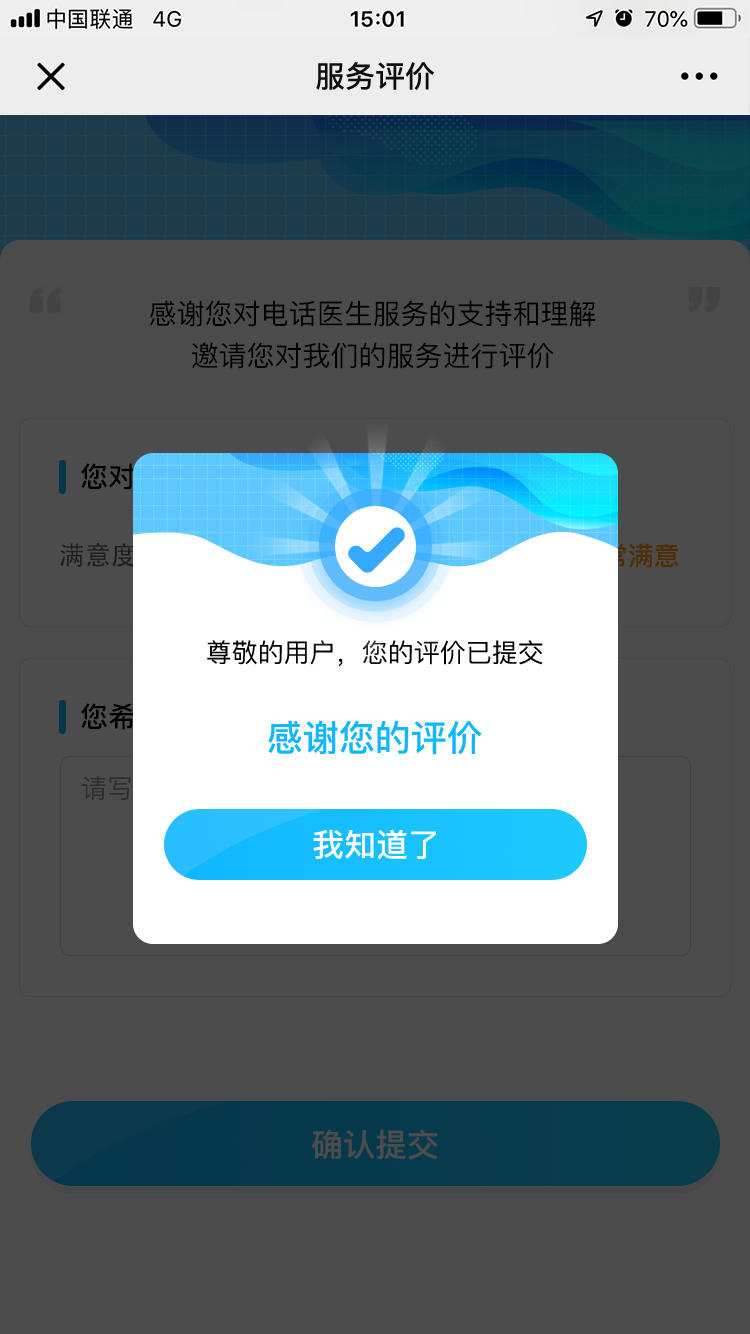 中国联通 4G 15:01 70%
服务评价
感谢您对电话医生服务的支持和理解
邀请您对我们的服务进行评价
您对
满意度
常满意
尊敬的用户，您的评价已提交
感谢您的评价
我知道了
您希
请写
确认提交